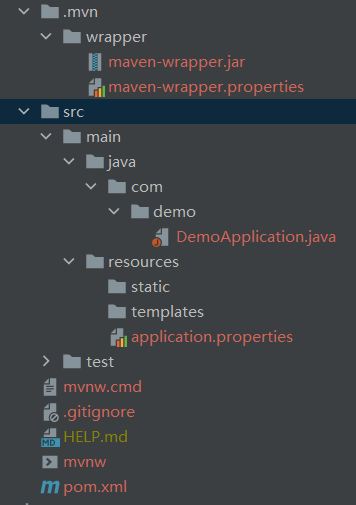 .mvn
wrapper
maven-wrapper.jar
maven-wrapper.properties
src
main
java
com
demo
DemoApplication.java
resources
static
templates
application.properties
test
mvnw.cmd
.gitignore
MD HELP.md
mvnw
m pom.xml